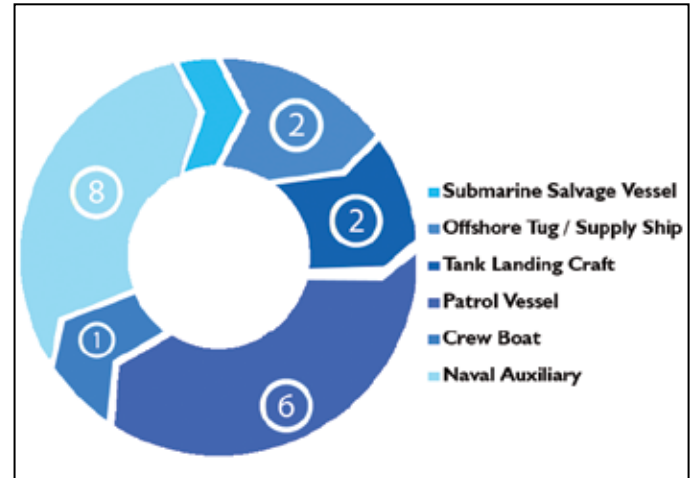 2
8
2
1
6
Submarine Salvage Vessel
Offshore Tug / Supply Ship
Tank Landing Craft
Patrol Vessel
Crew Boat
Naval Auxiliary